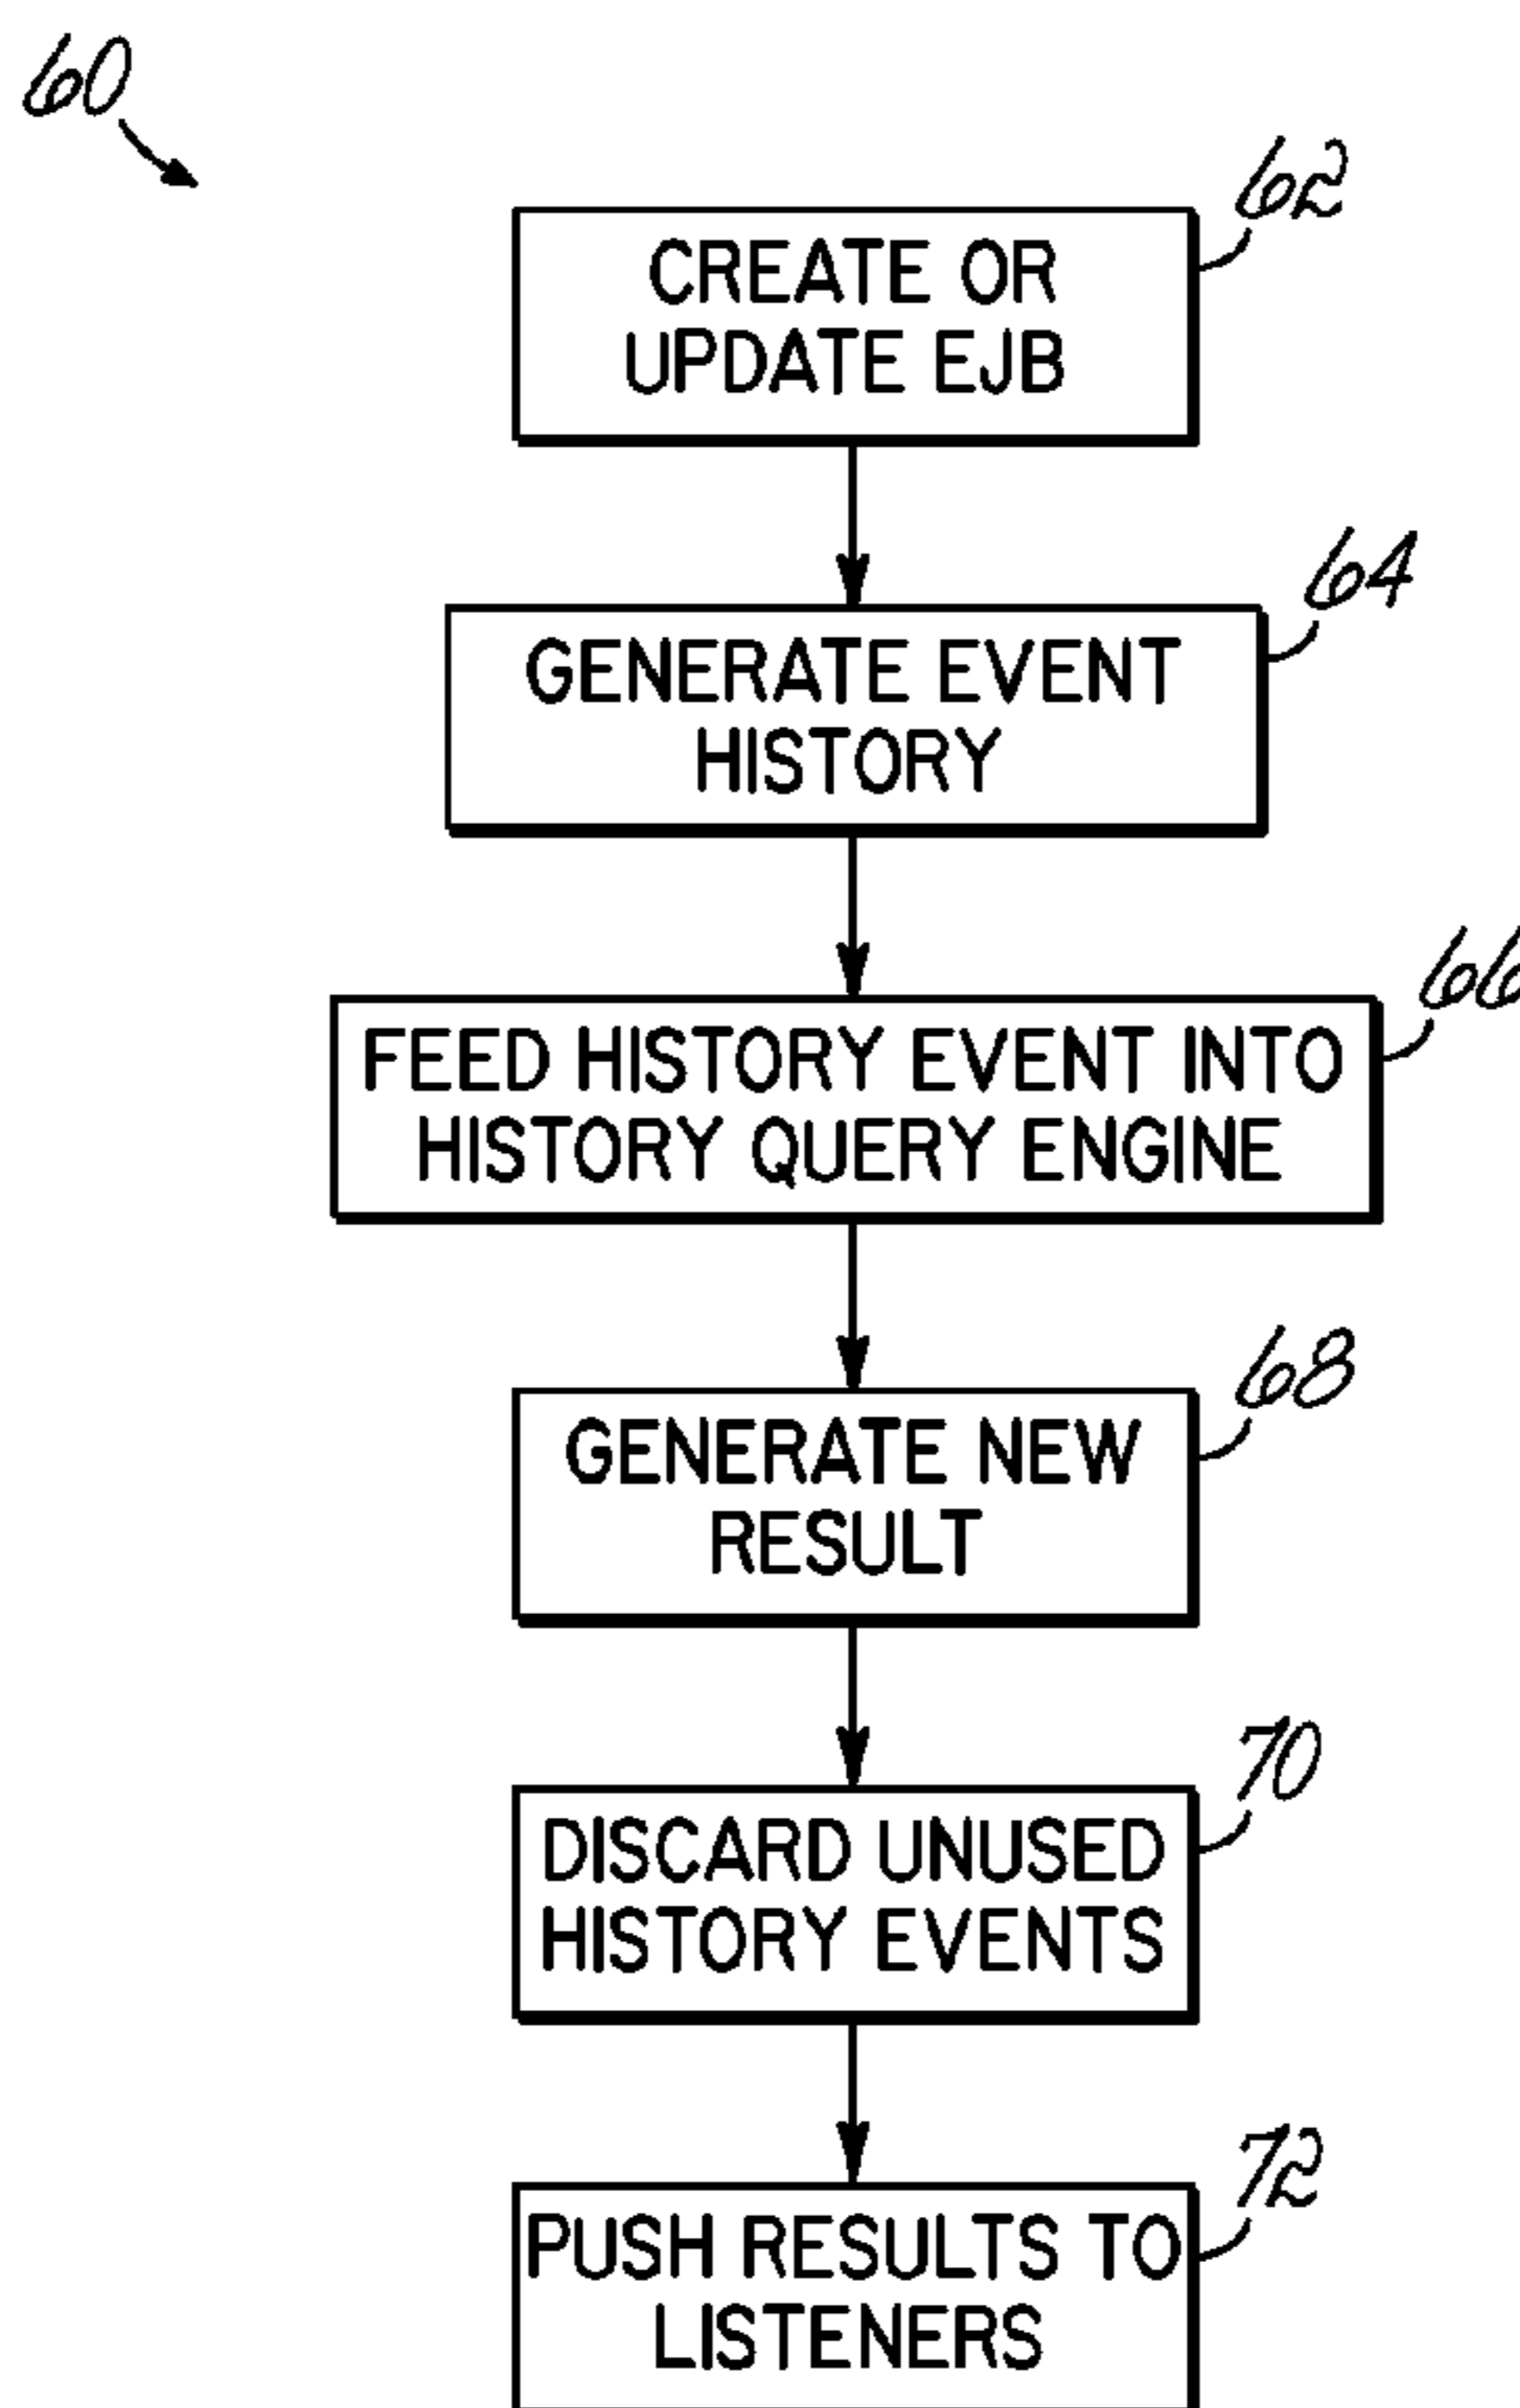 60
62
CREATE OR
UPDATE EJB
64
GENERATE EVENT
HISTORY
66
FEED HISTORY EVENT INTO
HISTORY QUERY ENGINE
68
GENERATE NEW
RESULT
70
DISCARD UNUSED
HISTORY EVENTS
72
PUSH RESULTS TO
LISTENERS